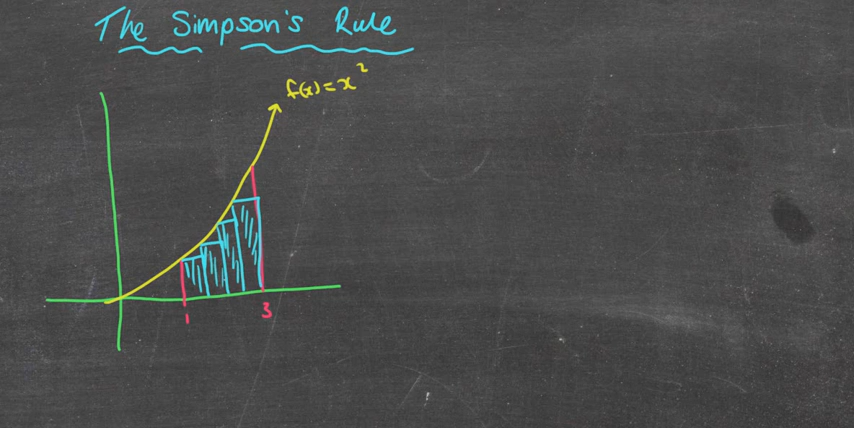 The Simpson's Rule
f(x) = x²
1
3